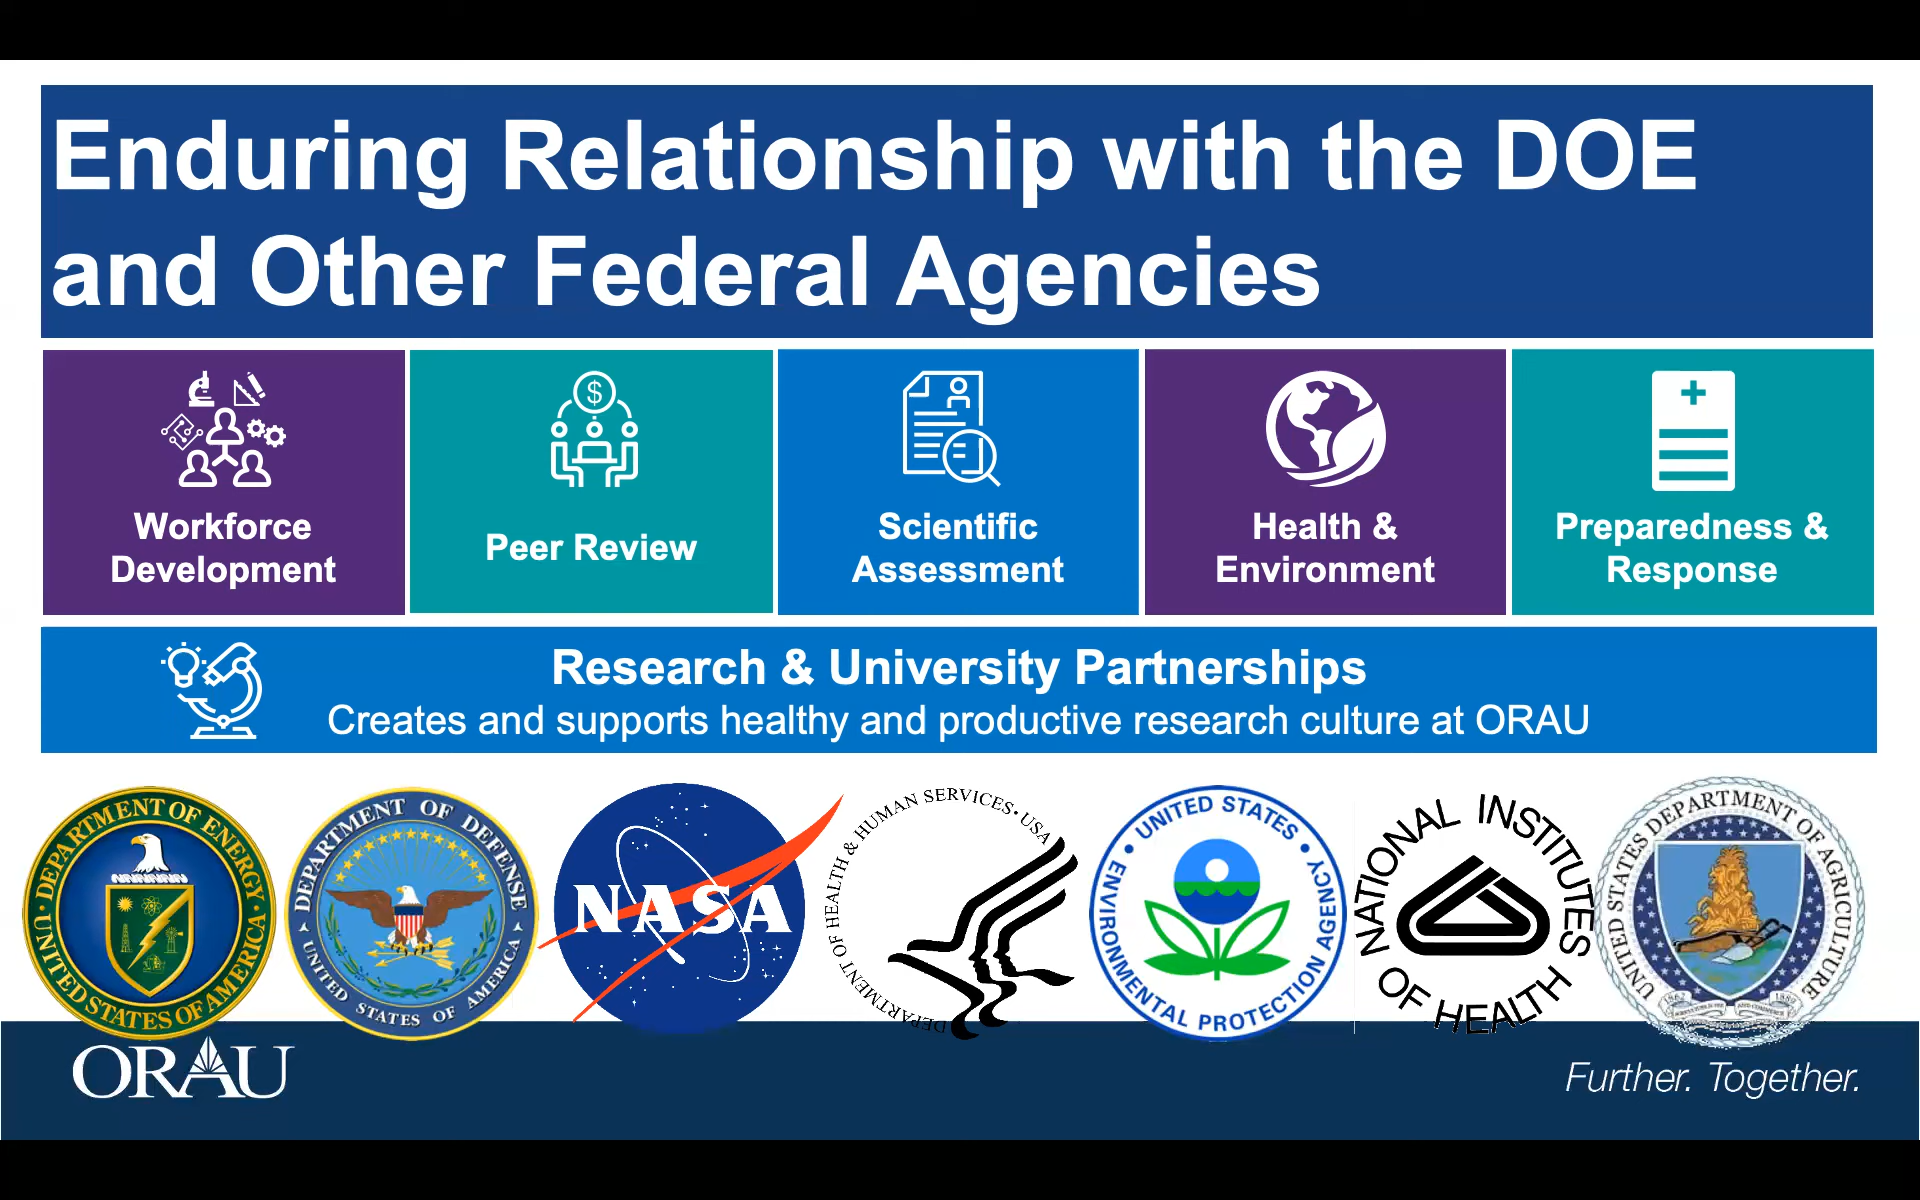 Enduring Relationship with the DOE
and Other Federal Agencies
Workforce
Development
$
Peer Review
Scientific
Assessment
Health &
Environment
Preparedness &
Response
Research & University Partnerships
Creates and supports healthy and productive research culture at ORAU
DEPARTMENT OF ENERGY
UNITED STATES OF AMERICA
DEPARTMENT OF DEFENSE
UNITED STATES OF AMERICA
NASA
DEPARTMENT OF HEALTH & HUMAN SERVICES • USA
UNITED STATES
ENVIRONMENTAL PROTECTION AGENCY
NATIONAL INSTITUTES
OF HEALTH
UNITED STATES DEPARTMENT OF AGRICULTURE
1862
1889
ORAU
Further. Together.